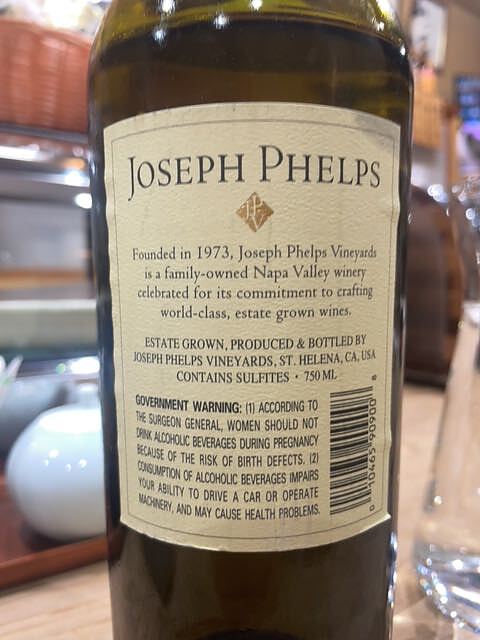 JOSEPH PHELPS
Founded in 1973, Joseph Phelps Vineyards
is a family-owned Napa Valley winery
celebrated for its commitment to crafting
world-class, estate grown wines.
ESTATE GROWN, PRODUCED & BOTTLED BY
JOSEPH PHELPS VINEYARDS, ST. HELENA, CA, USA
CONTAINS SULFITES • 750 ML
GOVERNMENT WARNING: (1) ACCORDING TO
THE SURGEON GENERAL, WOMEN SHOULD NOT
DRINK ALCOHOLIC BEVERAGES DURING PREGNANCY
BECAUSE OF THE RISK OF BIRTH DEFECTS. (2)
CONSUMPTION OF ALCOHOLIC BEVERAGES IMPAIRS
YOUR ABILITY TO DRIVE A CAR OR OPERATE
MACHINERY, AND MAY CAUSE HEALTH PROBLEMS.
0 10465 90900 8